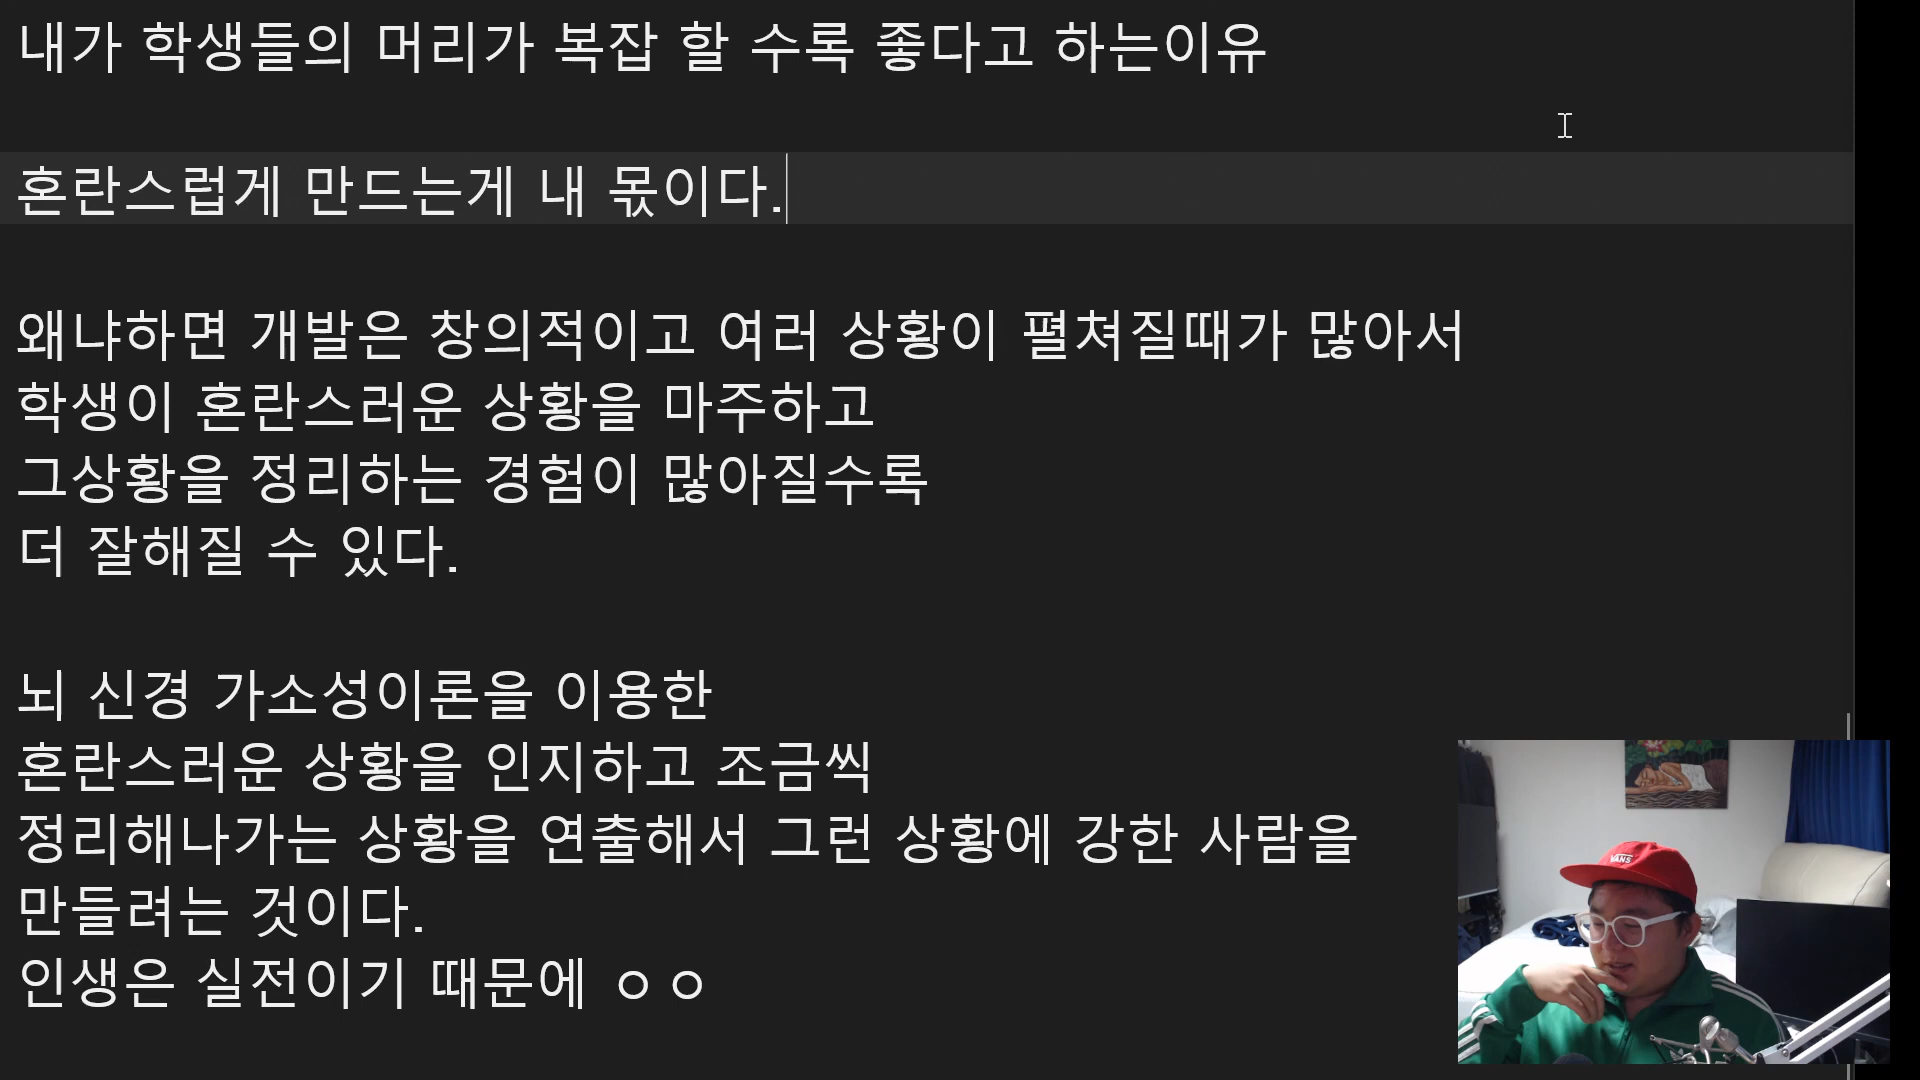 내가 학생들의 머리가 복잡 할 수록 좋다고 하는이유
혼란스럽게 만드는게 내 몫이다.
왜냐하면 개발은 창의적이고 여러 상황이 펼쳐질때가 많아서
학생이 혼란스러운 상황을 마주하고
그상황을 정리하는 경험이 많아질수록
더 잘해질 수 있다.
뇌 신경 가소성이론을 이용한
혼란스러운 상황을 인지하고 조금씩
정리해나가는 상황을 연출해서 그런 상황에 강한 사람을
만들려는 것이다.
인생은 실전이기 때문에 ㅇㅇ
VANS